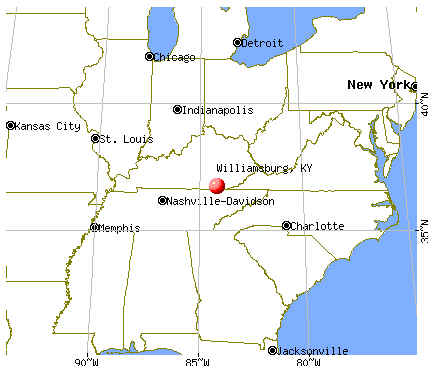 Detroit
Chicago
New York
40°N
Indianapolis
Kansas City
St. Louis
Williamsburg, KY
Nashville-Davidson
Charlotte
Memphis
35°N
Jacksonville
90°W
85°W
80°W